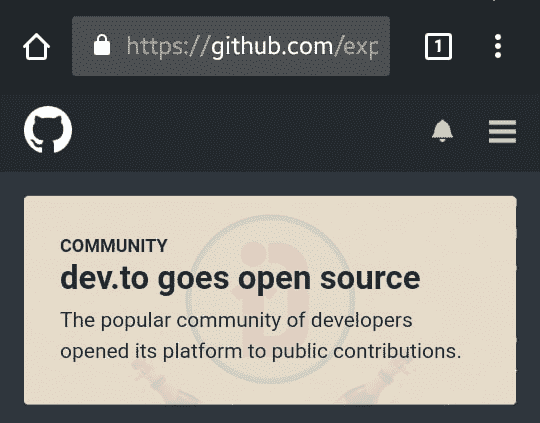 https://github.com/exp
1
COMMUNITY
dev.to goes open source
The popular community of developers
opened its platform to public contributions.